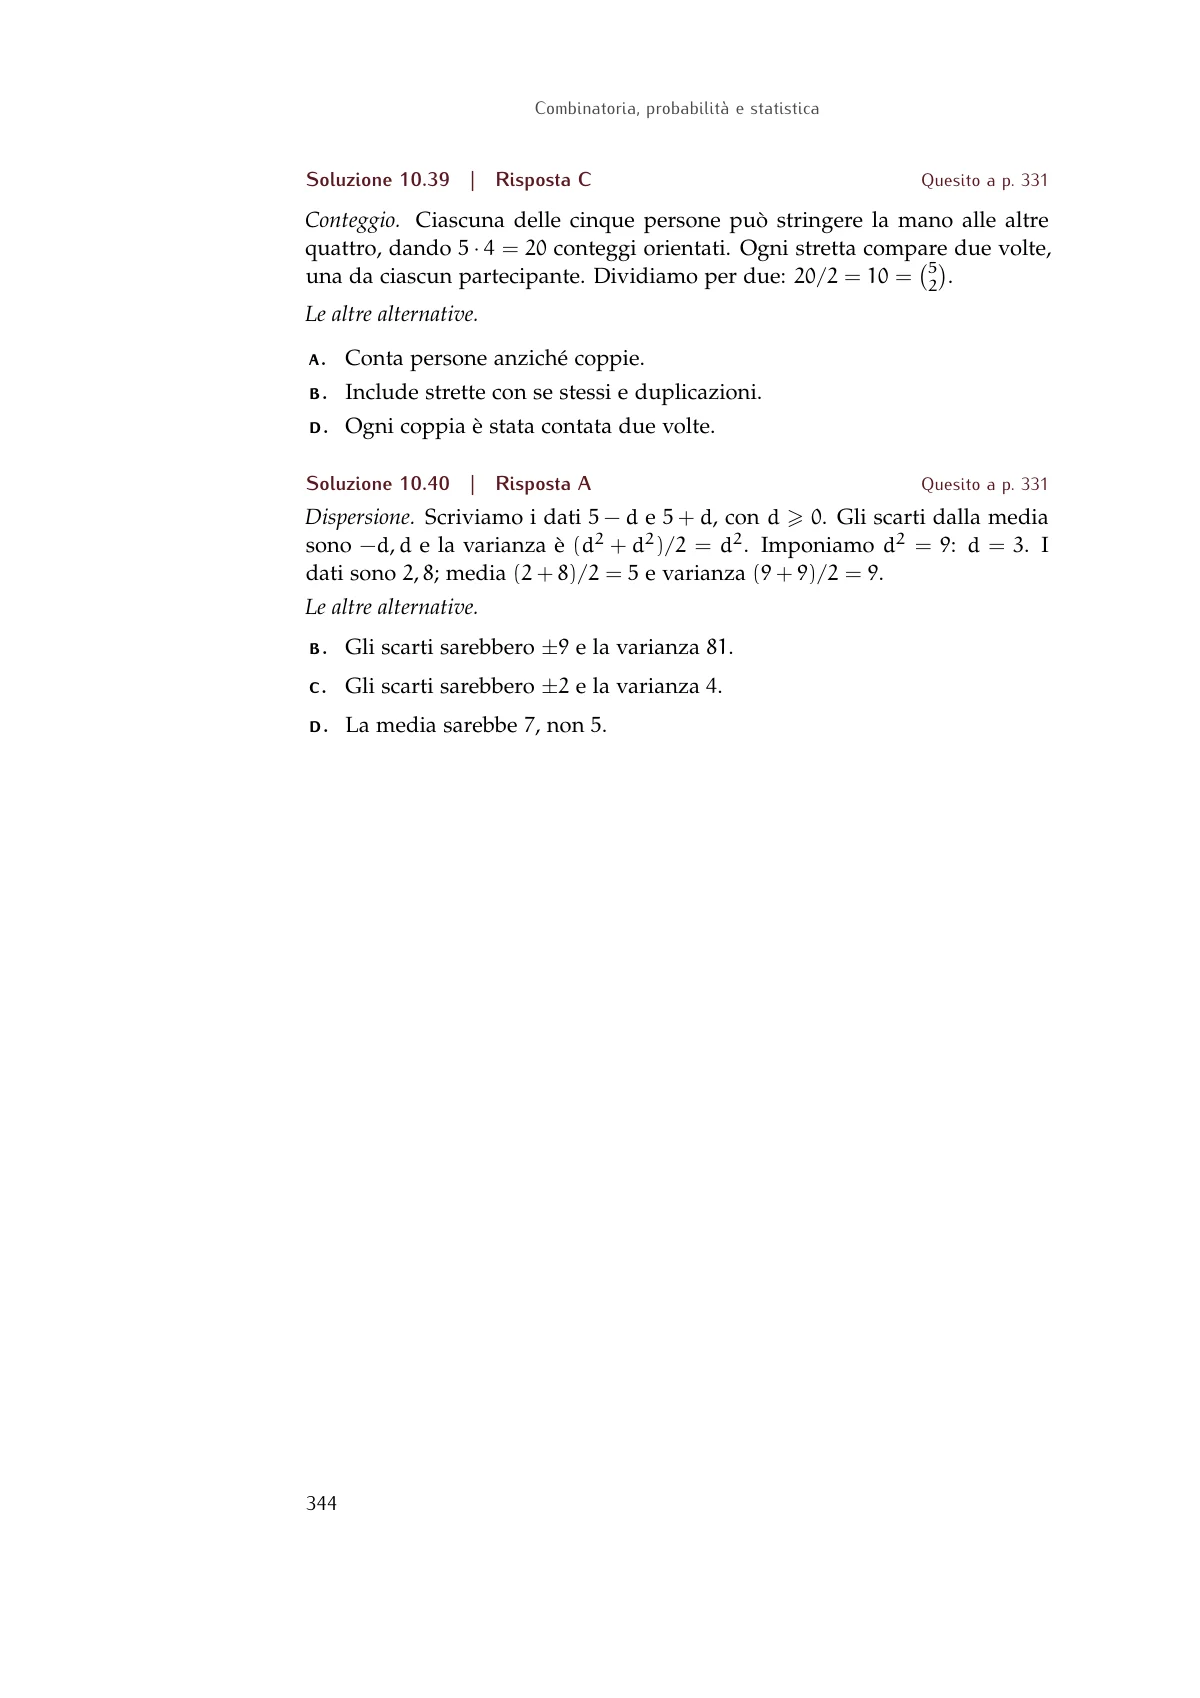 Combinatoria, probabilità e statistica
Soluzione 10.39 | Risposta C Quesito a p. 331
Conteggio. Ciascuna delle cinque persone può stringere la mano alle altre
quattro, dando 5 · 4 = 20 conteggi orientati. Ogni stretta compare due volte,
una da ciascun partecipante. Dividiamo per due: 20/2 = 10 = (5 2).
Le altre alternative.
A. Conta persone anziché coppie.
B. Include strette con se stessi e duplicazioni.
D. Ogni coppia è stata contata due volte.
Soluzione 10.40 | Risposta A Quesito a p. 331
Dispersione. Scriviamo i dati 5 − d e 5 + d, con d ⩾ 0. Gli scarti dalla media
sono −d, d e la varianza è (d² + d²)/2 = d². Imponiamo d² = 9: d = 3. I
dati sono 2, 8; media (2 + 8)/2 = 5 e varianza (9 + 9)/2 = 9.
Le altre alternative.
B. Gli scarti sarebbero ±9 e la varianza 81.
C. Gli scarti sarebbero ±2 e la varianza 4.
D. La media sarebbe 7, non 5.
344